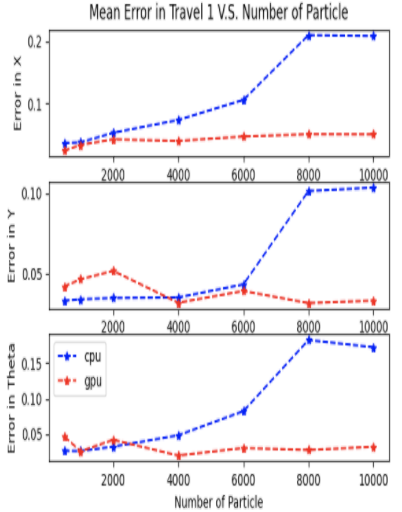 Mean Error in Travel 1 V.S. Number of Particle
Error in X
0.2
0.1
2000 4000 6000 8000 10000
Error in Y
0.10
0.05
2000 4000 6000 8000 10000
Error in Theta
0.15
0.10
0.05
cpu
gpu
2000 4000 6000 8000 10000
Number of Particle